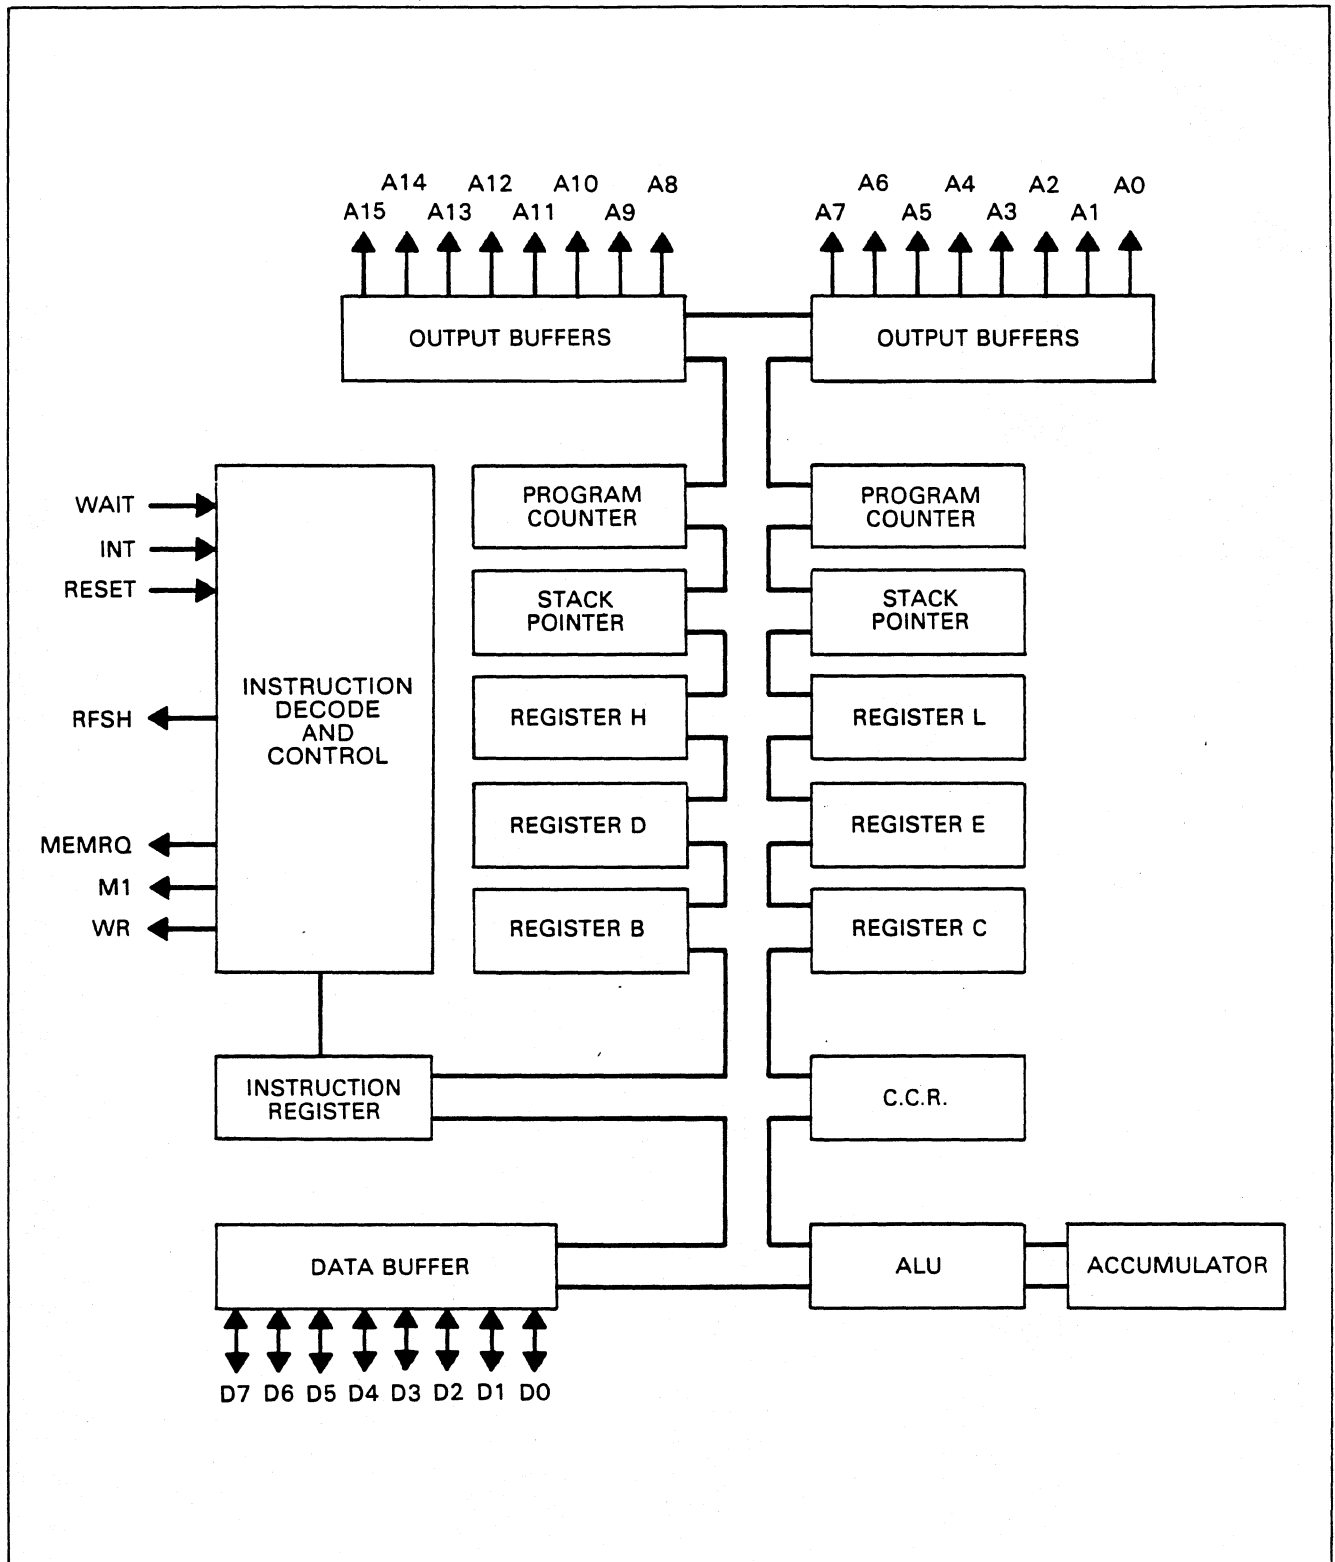 A14 A12 A10 A8 A6 A4 A2 A0
A15 A13 A11 A9 A7 A5 A3 A1
OUTPUT BUFFERS
OUTPUT BUFFERS
WAIT
INT
RESET
RFSH
MEMRQ
M1
WR
INSTRUCTION
DECODE
AND
CONTROL
PROGRAM
COUNTER
PROGRAM
COUNTER
STACK
POINTER
STACK
POINTER
REGISTER H
REGISTER L
REGISTER D
REGISTER E
REGISTER B
REGISTER C
INSTRUCTION
REGISTER
C.C.R.
DATA BUFFER
ALU
ACCUMULATOR
D7 D6 D5 D4 D3 D2 D1 D0